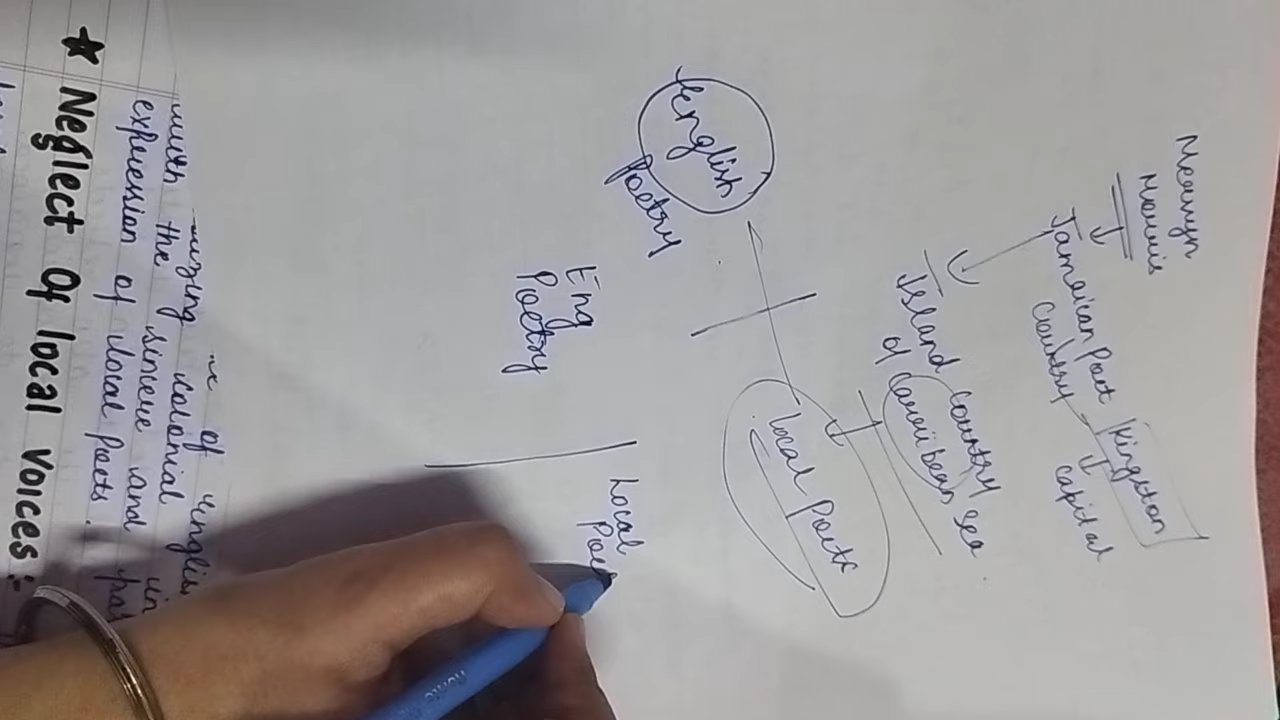 Mervyn
Morris
Jamaican Poet
Country
Kingston
Capital
Island Country
of Carribean Sea
English
Poetry
Local Poets
Eng
Poetry
Local
Poe
of English
colonial
with the sincere and
expression of local Poets.
★ Neglect Of local voices:-